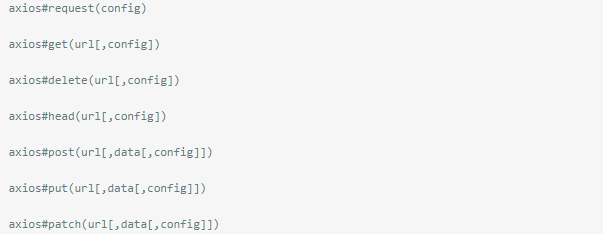 axios#request(config)
axios#get(url[,config])
axios#delete(url[,config])
axios#head(url[,config])
axios#post(url[,data[,config]])
axios#put(url[,data[,config]])
axios#patch(url[,data[,config]])